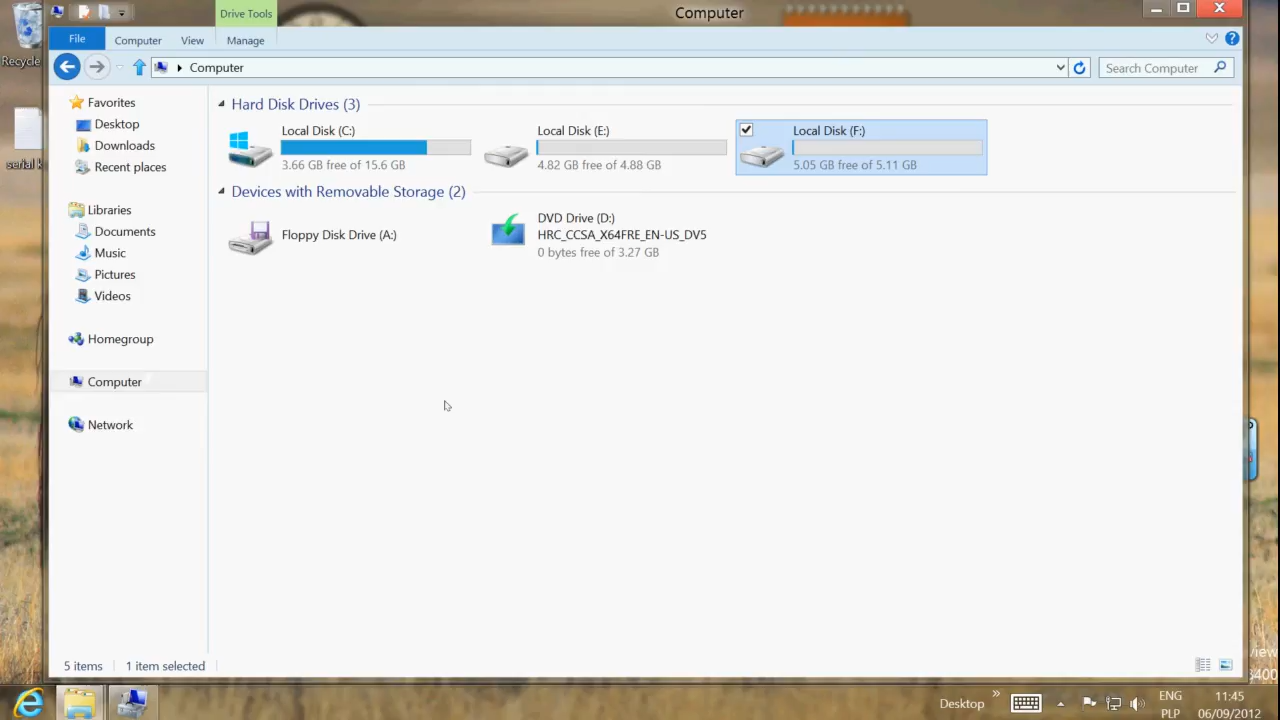 Drive Tools
Computer
File
Computer
View
Manage
Computer
Search Computer
Recycle
serial k
Favorites
Desktop
Downloads
Recent places
Libraries
Documents
Music
Pictures
Videos
Homegroup
Computer
Network
Hard Disk Drives (3)
Local Disk (C:)
3.66 GB free of 15.6 GB
Local Disk (E:)
4.82 GB free of 4.88 GB
Local Disk (F:)
5.05 GB free of 5.11 GB
Devices with Removable Storage (2)
Floppy Disk Drive (A:)
DVD Drive (D:)
HRC_CCSA_X64FRE_EN-US_DV5
0 bytes free of 3.27 GB
5 items
1 item selected
view
8400
Desktop
ENG
PLP
11:45
06/09/2012